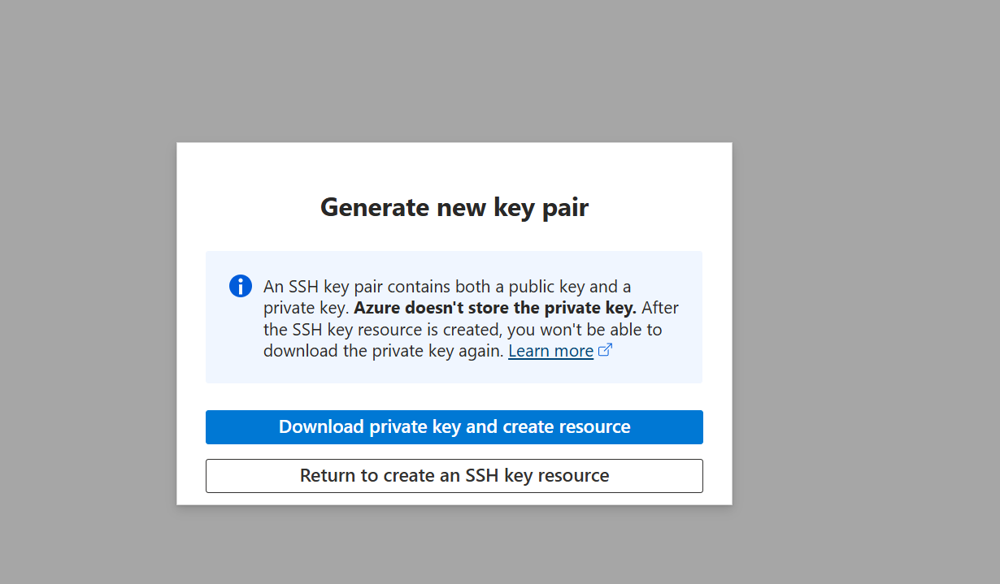 Generate new key pair
An SSH key pair contains both a public key and a
private key. Azure doesn't store the private key. After
the SSH key resource is created, you won't be able to
download the private key again. Learn more
Download private key and create resource
Return to create an SSH key resource